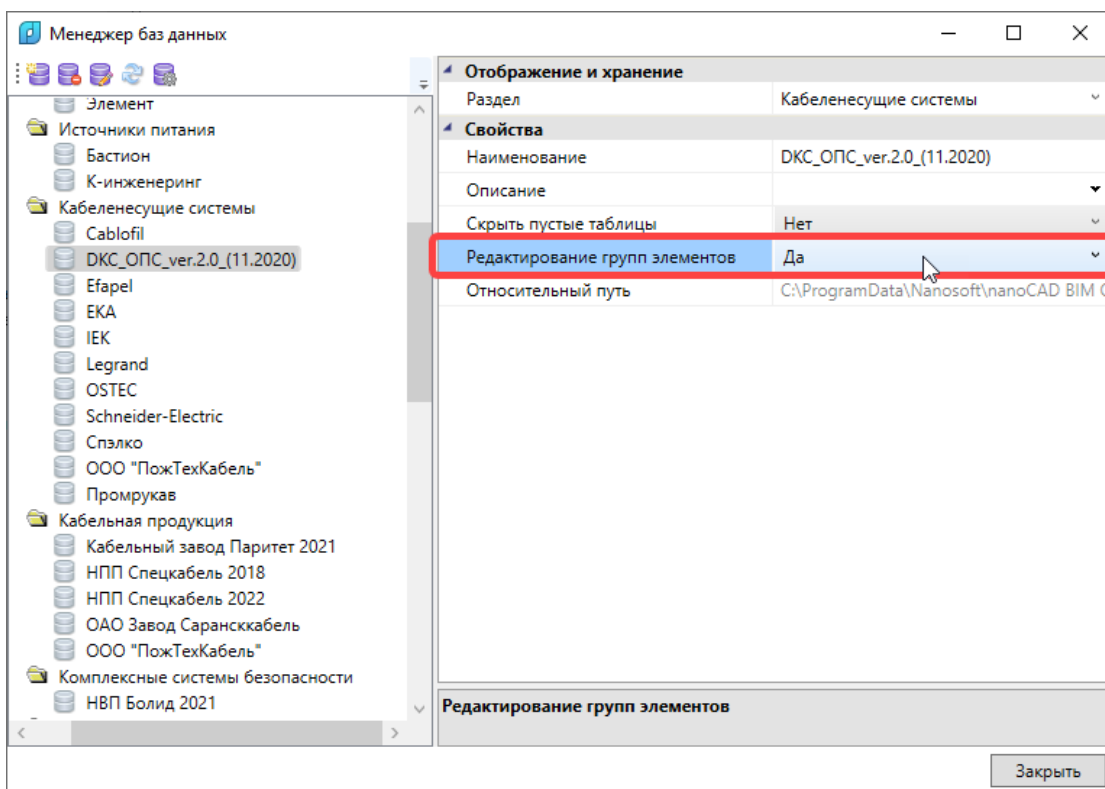 Менеджер баз данных
Элемент
Источники питания
Бастион
К-инженеринг
Кабеленесущие системы
Cablofil
DKC_ОПС_ver.2.0_(11.2020)
Efapel
EKA
IEK
Legrand
OSTEC
Schneider-Electric
Спэлко
ООО "ПожТехКабель"
Промрукав
Кабельная продукция
Кабельный завод Паритет 2021
НПП Спецкабель 2018
НПП Спецкабель 2022
ОАО Завод Сарансккабель
ООО "ПожТехКабель"
Комплексные системы безопасности
НВП Болид 2021
Отображение и хранение
Раздел Кабеленесущие системы
Свойства
Наименование DKC_ОПС_ver.2.0_(11.2020)
Описание
Скрыть пустые таблицы Нет
Редактирование групп элементов Да
Относительный путь C:\ProgramData\Nanosoft\nanoCAD BIM
Редактирование групп элементов
Закрыть